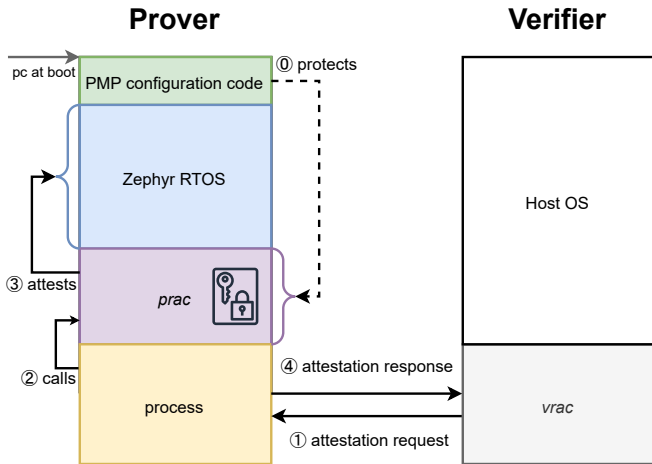 Prover
Verifier
pc at boot
PMP configuration code
⓪ protects
Zephyr RTOS
Host OS
③ attests
prac
② calls
④ attestation response
process
vrac
① attestation request